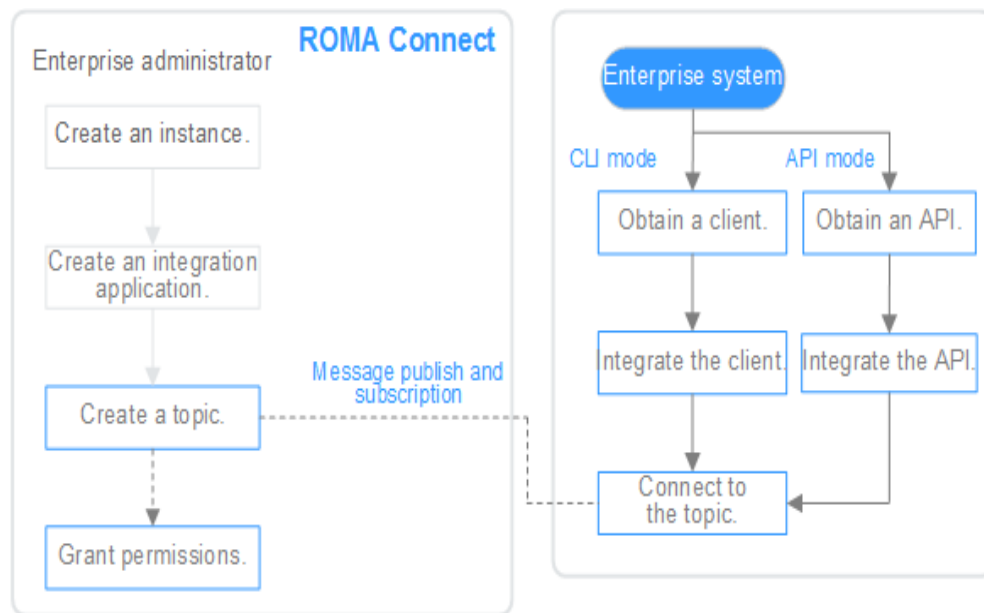 ROMA Connect
Enterprise administrator
Create an instance.
Create an integration
application.
Create a topic.
Grant permissions.
Message publish and
subscription
Enterprise system
CLI mode
API mode
Obtain a client.
Obtain an API.
Integrate the client.
Integrate the API.
Connect to
the topic.